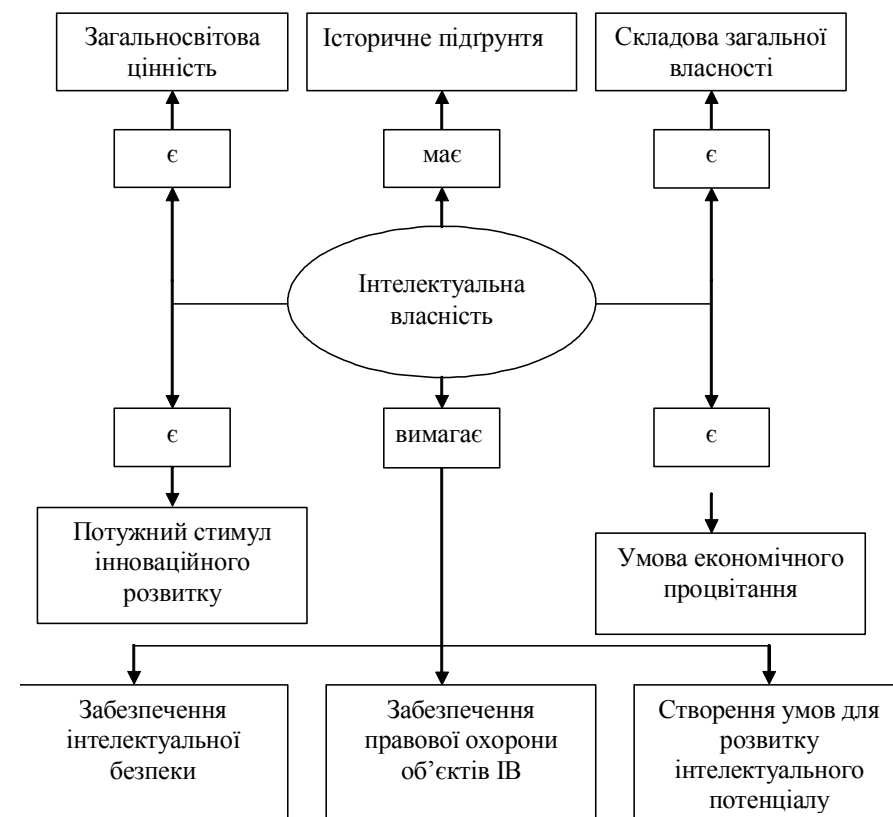 Загальносвітова
цінність
Історичне підґрунтя
Складова загальної
власності
є
має
є
Інтелектуальна
власність
є
вимагає
є
Потужний стимул
інноваційного
розвитку
Умова економічного
процвітання
Забезпечення
інтелектуальної
безпеки
Забезпечення
правової охорони
об’єктів ІВ
Створення умов для
розвитку
інтелектуального
потенціалу